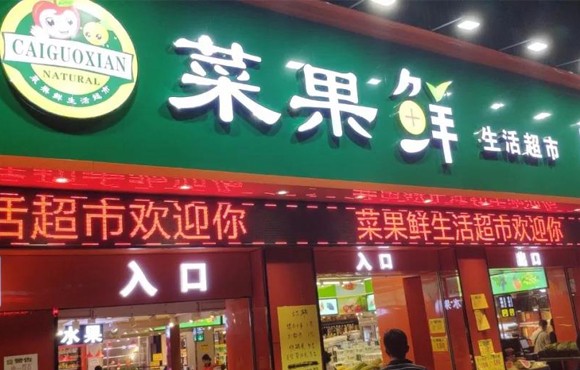 CAIGUOXIAN
NATURAL
菜果鲜生活超市
菜果鲜
生活超市
活超市欢迎你
菜果鲜生活超市欢迎你
入口
入口
出口
水果